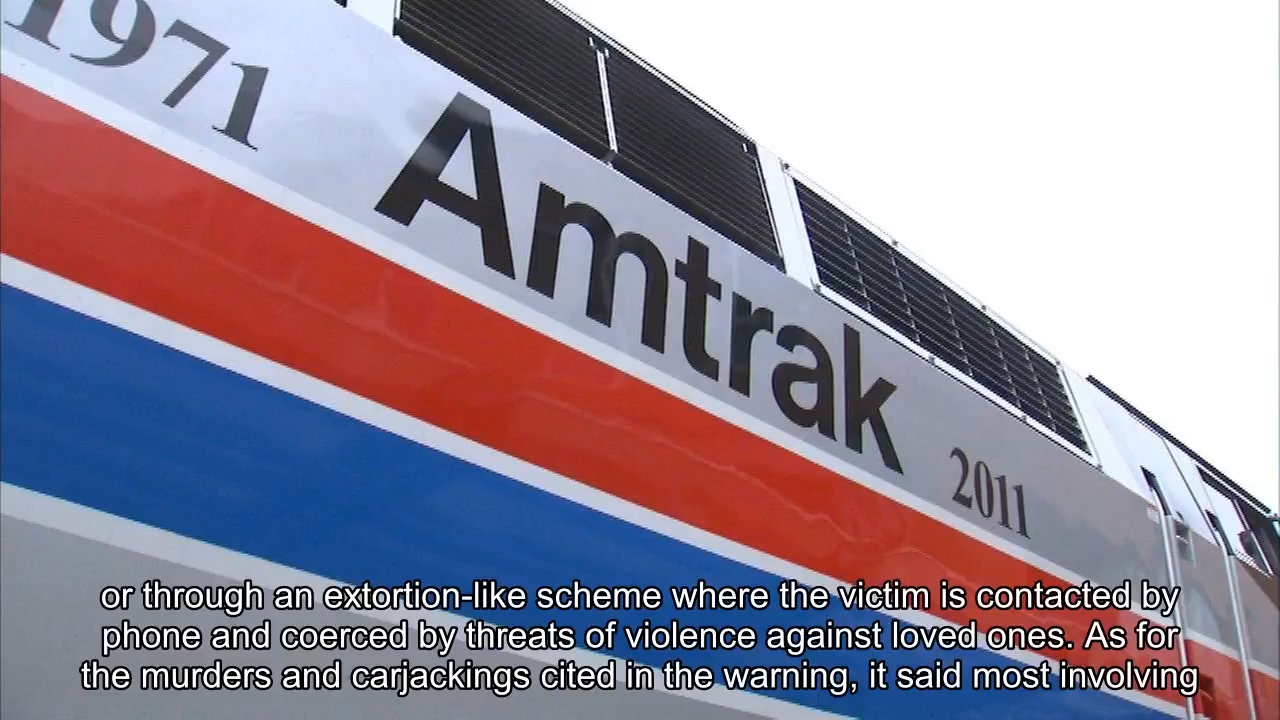 1971
Amtrak
2011
or through an extortion-like scheme where the victim is contacted by
phone and coerced by threats of violence against loved ones. As for
the murders and carjackings cited in the warning, it said most involving